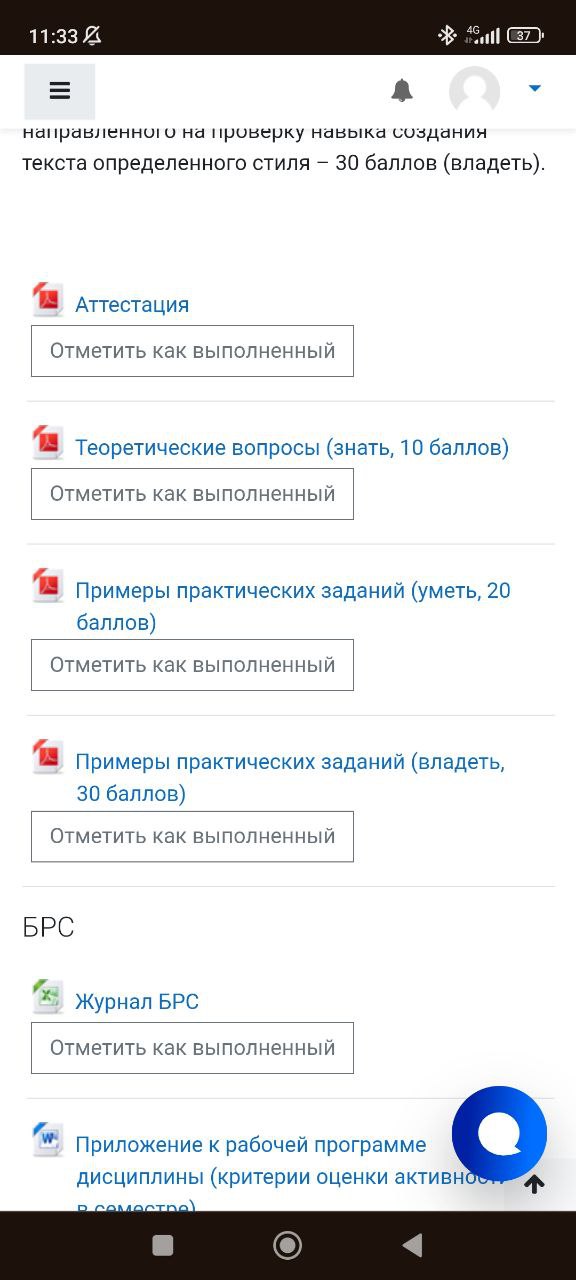 11:33
4G
37
направленного на проверку навыка создания
текста определенного стиля – 30 баллов (владеть).
Аттестация
Отметить как выполненный
Теоретические вопросы (знать, 10 баллов)
Отметить как выполненный
Примеры практических заданий (уметь, 20
баллов)
Отметить как выполненный
Примеры практических заданий (владеть,
30 баллов)
Отметить как выполненный
БРС
Журнал БРС
Отметить как выполненный
Приложение к рабочей программе
дисциплины (критерии оценки активности
в семестре)